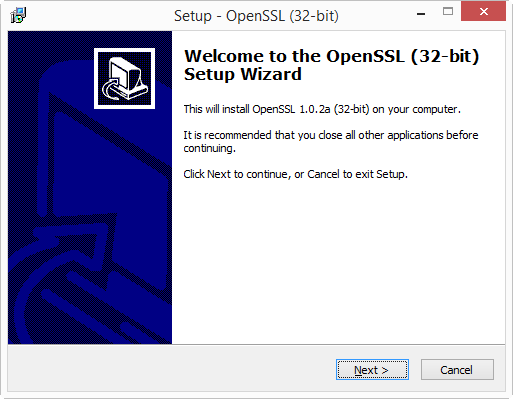 Setup - OpenSSL (32-bit)
Welcome to the OpenSSL (32-bit)
Setup Wizard
This will install OpenSSL 1.0.2a (32-bit) on your computer.
It is recommended that you close all other applications before
continuing.
Click Next to continue, or Cancel to exit Setup.
Next >
Cancel